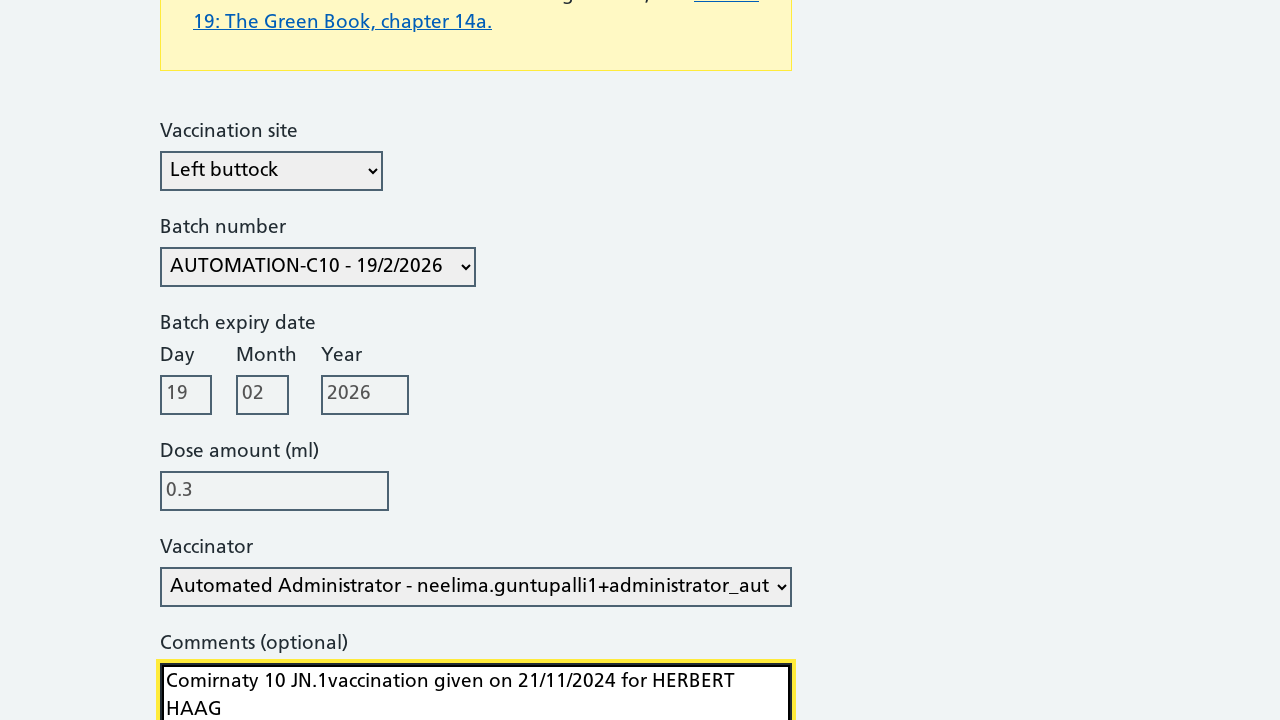 19: The Green Book, chapter 14a.
Vaccination site
Left buttock
Batch number
AUTOMATION-C10 - 19/2/2026
Batch expiry date
Day Month Year
19 02 2026
Dose amount (ml)
0.3
Vaccinator
Automated Administrator - neelima.guntupalli1+administrator_aut
Comments (optional)
Comirnaty 10 JN.1vaccination given on 21/11/2024 for HERBERT
HAAG